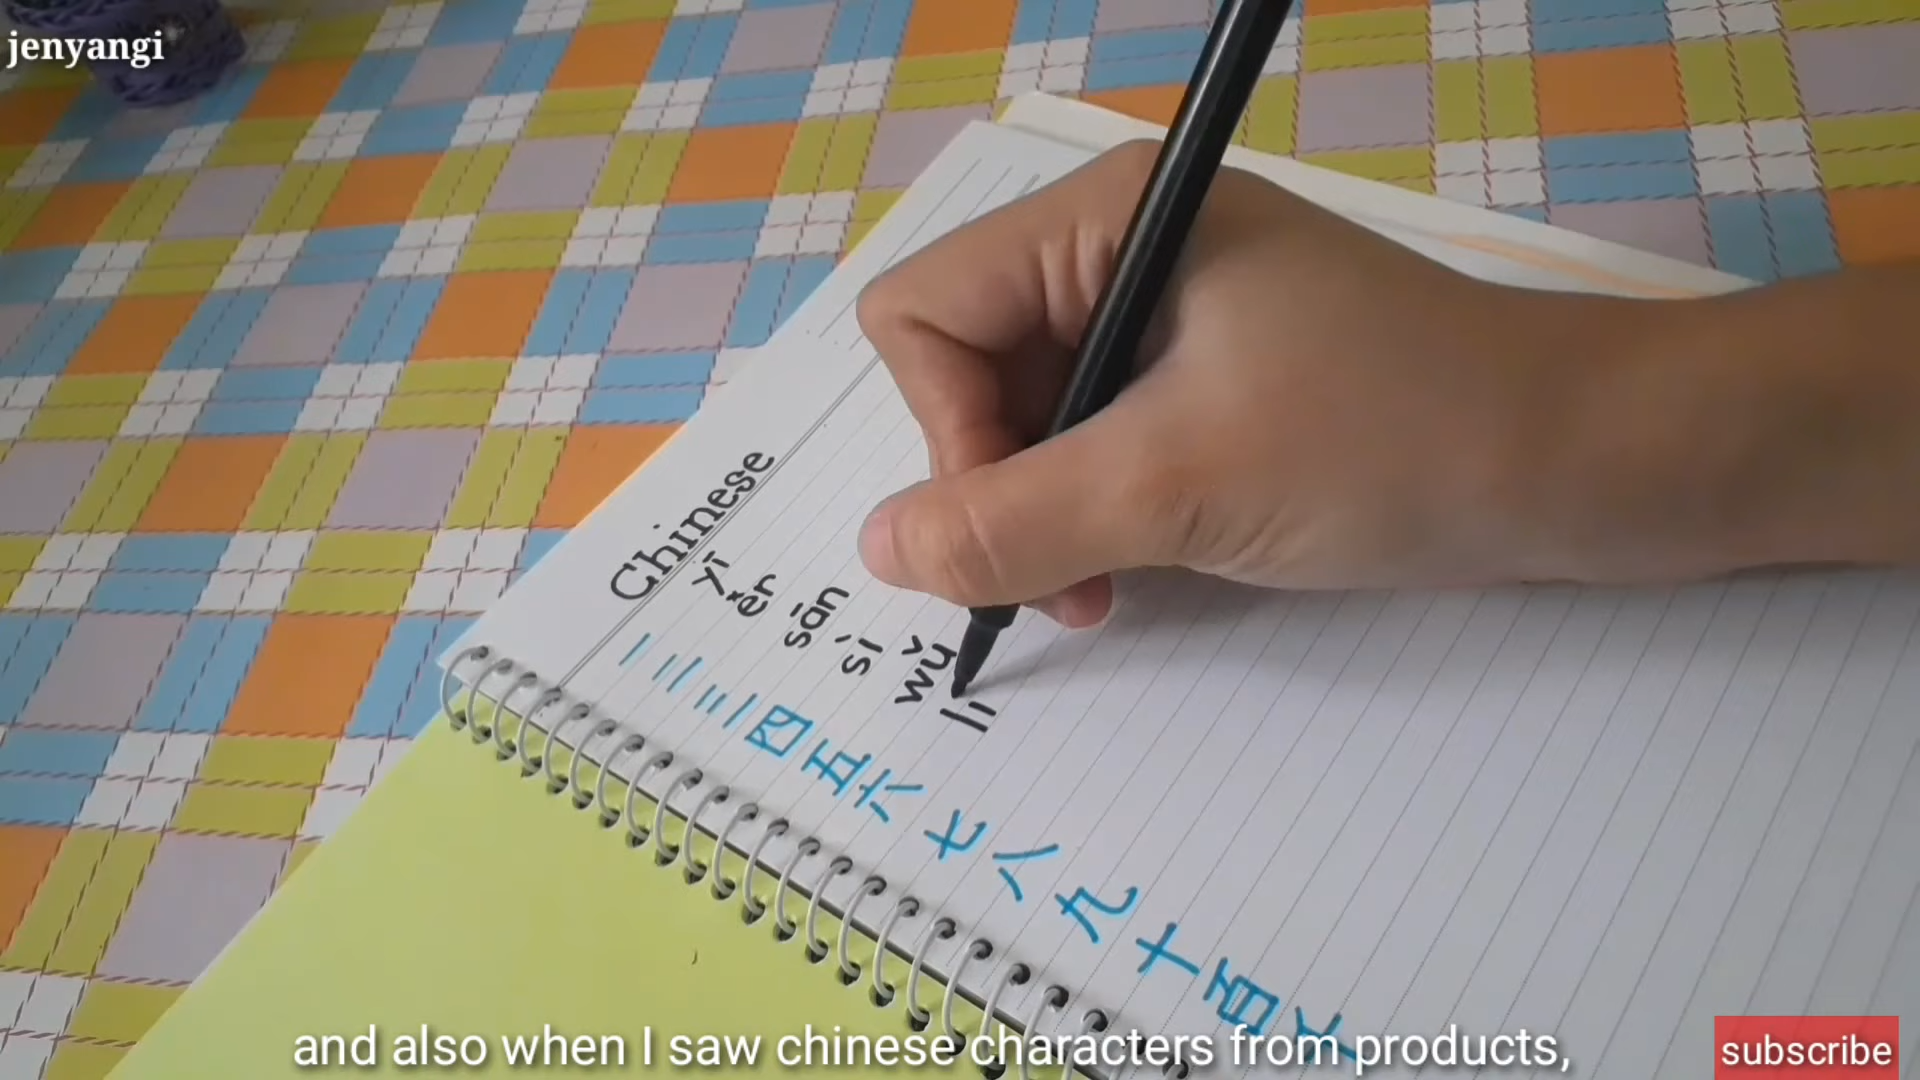 jenyangi
Chinese
一 yī
二 èr
三 sān
四 sì
五 wǔ
六 li
七
八
九
十
百
and also when I saw chinese characters from products,
subscribe